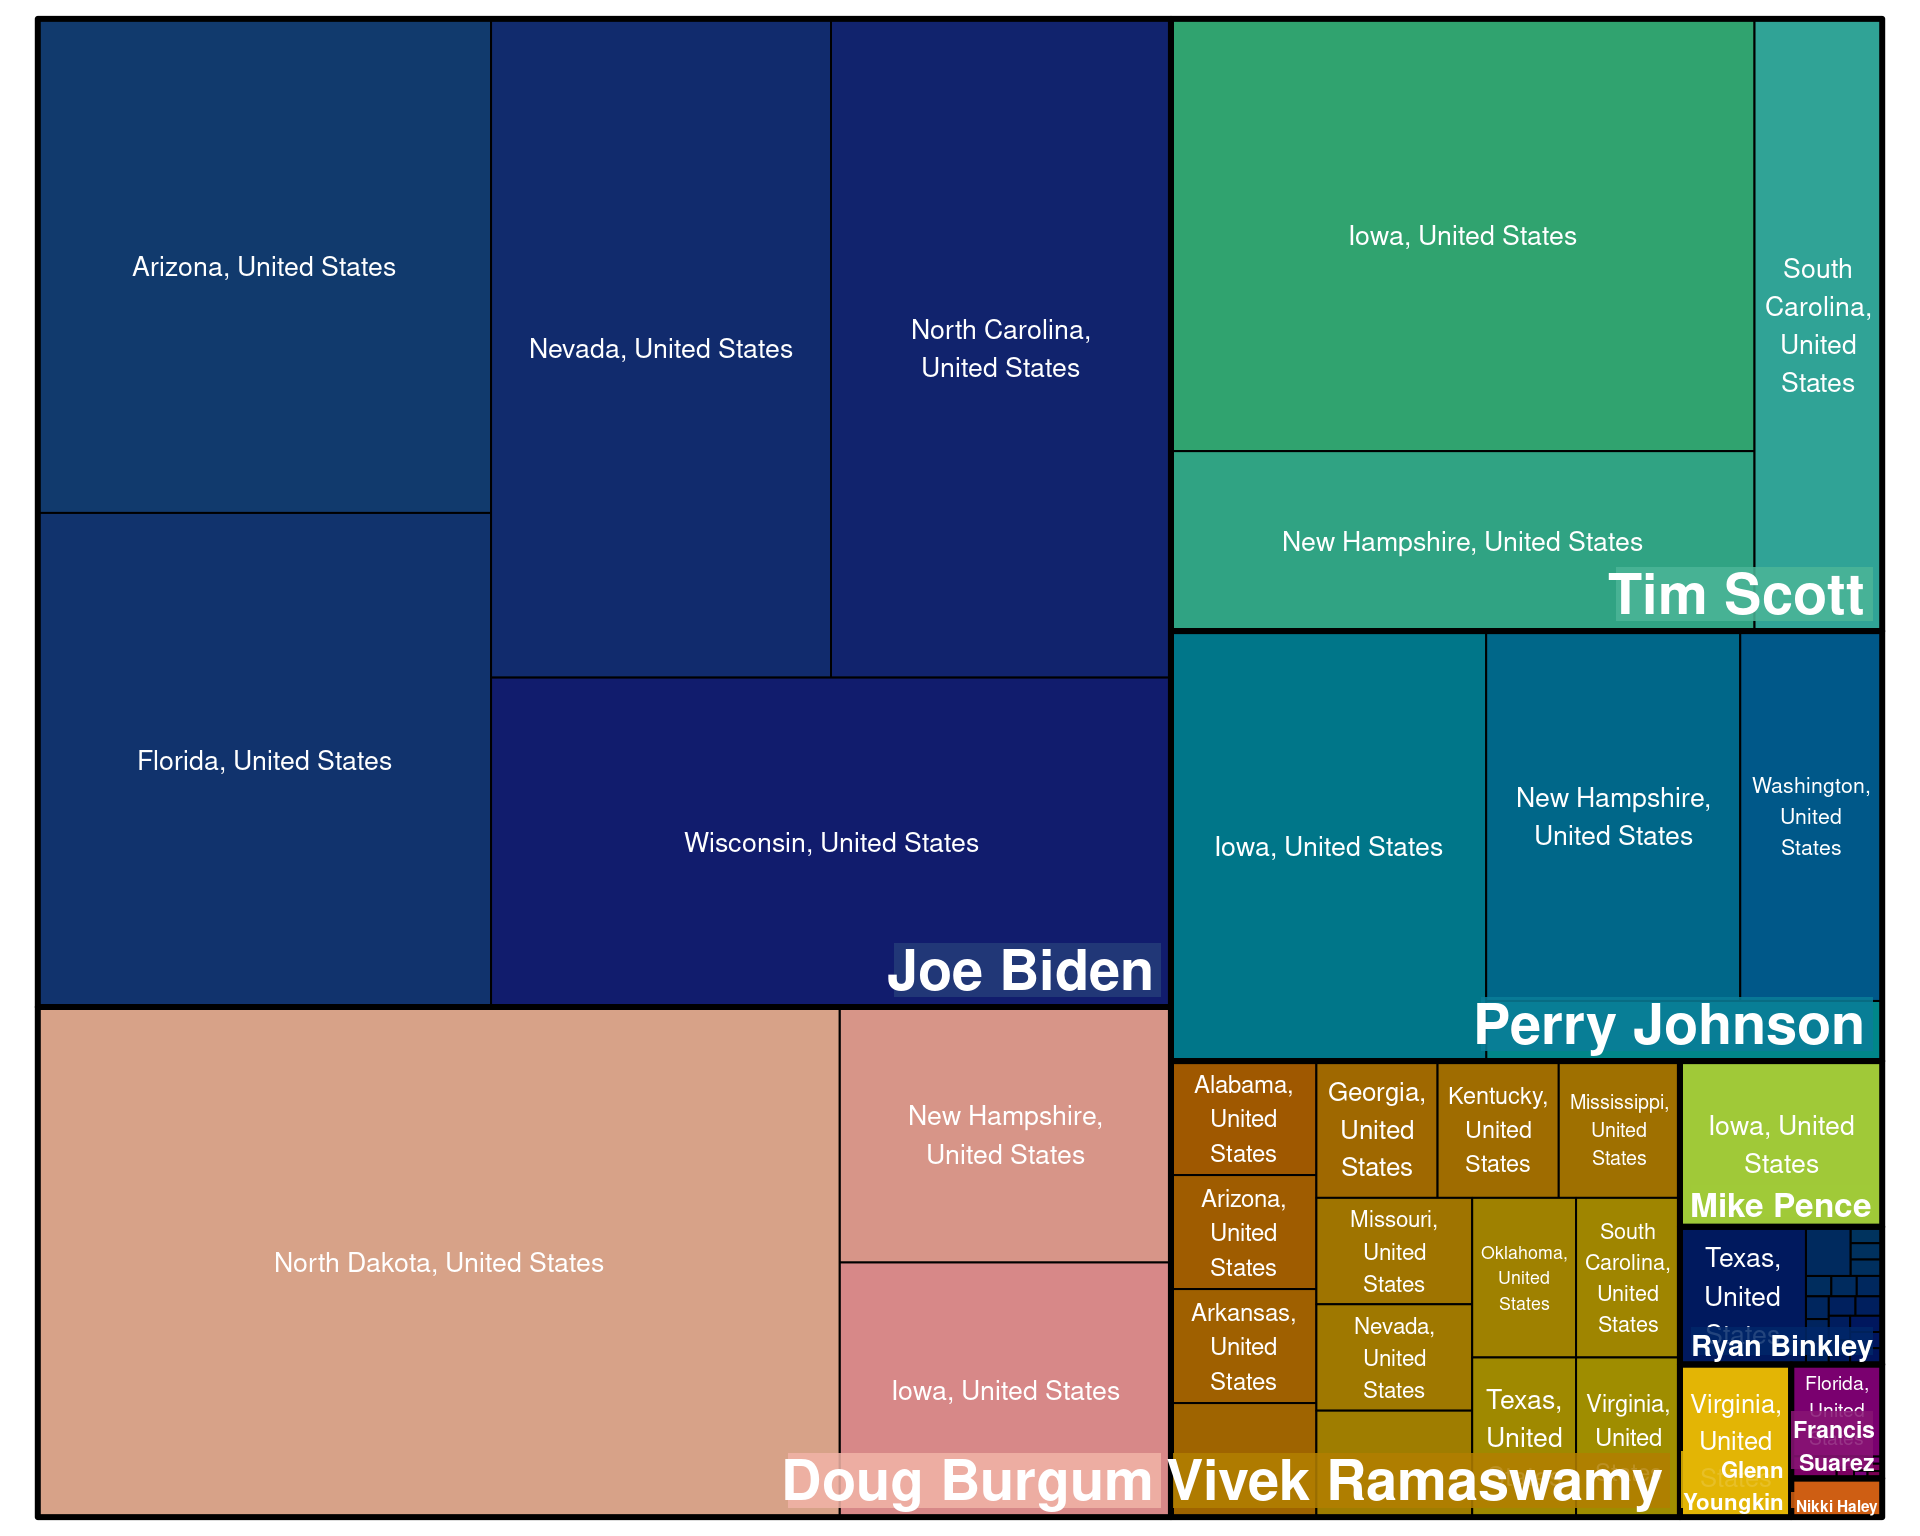 Arizona, United States
Florida, United States
Nevada, United States
North Carolina,
United States
Wisconsin, United States
Joe Biden
North Dakota, United States
New Hampshire,
United States
Iowa, United States
Doug Burgum
Iowa, United States
New Hampshire, United States
South
Carolina,
United
States
Tim Scott
Iowa, United States
New Hampshire,
United States
Washington,
United
States
Perry Johnson
Alabama,
United
States
Arizona,
United
States
Arkansas,
United
States
Georgia,
United
States
Kentucky,
United
States
Mississippi,
United
States
Missouri,
United
States
Nevada,
United
States
Oklahoma,
United
States
South
Carolina,
United
States
Texas,
United
Virginia,
United
Vivek Ramaswamy
Iowa, United
States
Mike Pence
Texas,
United
States
Ryan Binkley
Virginia,
United
States
Glenn
Youngkin
Florida,
United
States
Francis
Suarez
Nikki Haley